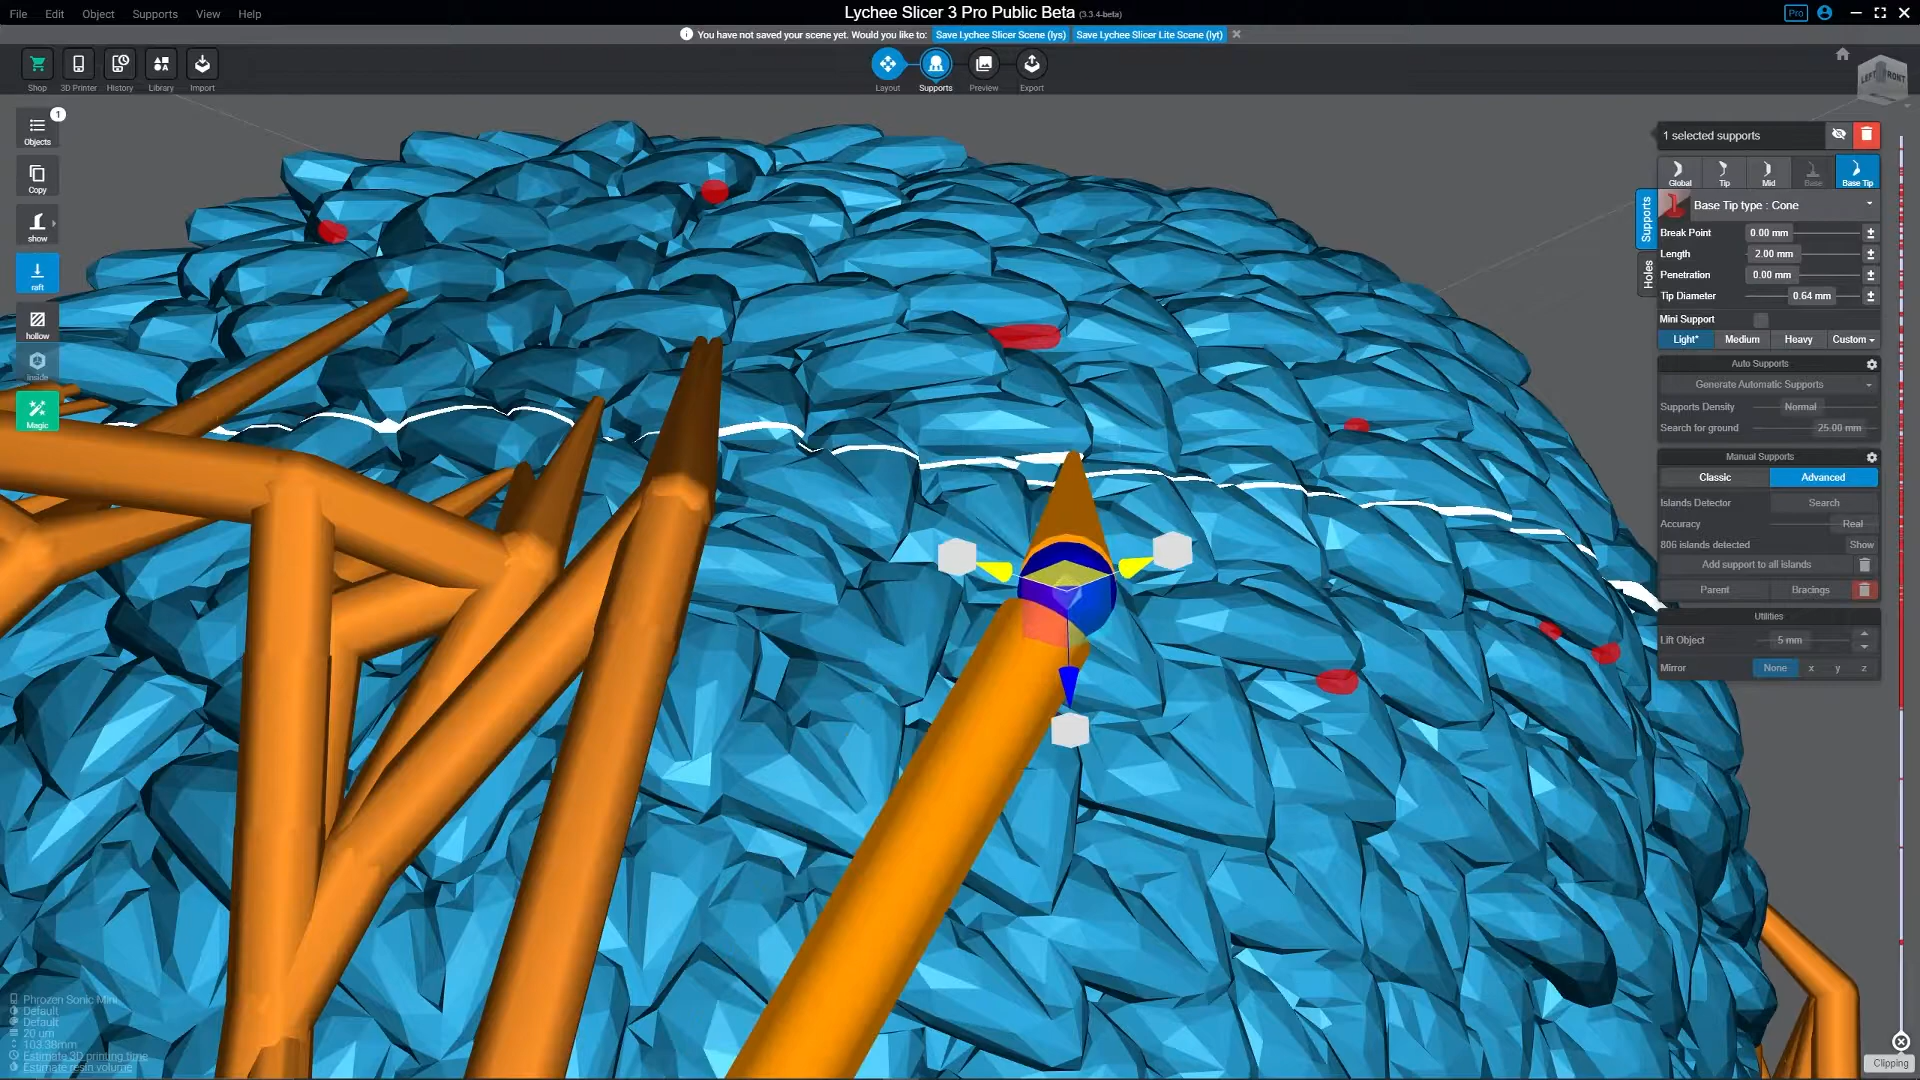 File Edit Object Supports View Help
Lychee Slicer 3 Pro Public Beta (3.3.4-beta)
Pro
You have not saved your scene yet. Would you like to: Save Lychee Slicer Scene (lys) Save Lychee Slicer Lite Scene (lyt)
Shop 3D Printer History Library Import
Layout Supports Preview Export
LEFT FRONT
1
Objects
Copy
show
raft
hollow
Inside
Magic
1 selected supports
Global Tip Mid Base Base Tip
Supports
Holes
Base Tip type : Cone
Break Point 0.00 mm
Length 2.00 mm
Penetration 0.00 mm
Tip Diameter 0.64 mm
Mini Support
Light* Medium Heavy Custom
Auto Supports
Generate Automatic Supports
Supports Density Normal
Search for ground 25.00 mm
Manual Supports
Classic Advanced
Islands Detector Search
Accuracy Real
806 islands detected Show
Add support to all islands
Parent Bracings
Utilities
Lift Object 5 mm
Mirror None x y z
Phrozen Sonic Mini
Default
Default
20 um
103.38mm
Estimate 3D printing time
Estimate resin volume
Clipping